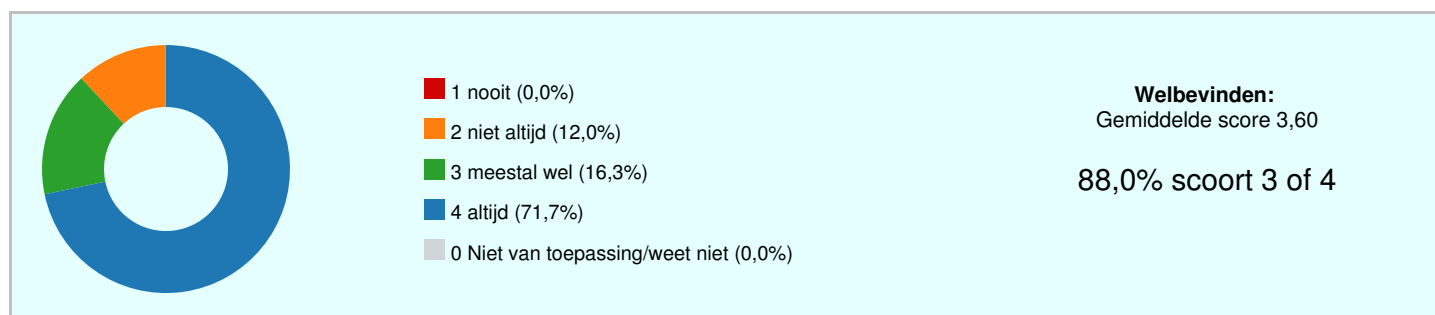 1 nooit (0,0%)
2 niet altijd (12,0%)
3 meestal wel (16,3%)
4 altijd (71,7%)
0 Niet van toepassing/weet niet (0,0%)
Welbevinden:
Gemiddelde score 3,60
88,0% scoort 3 of 4